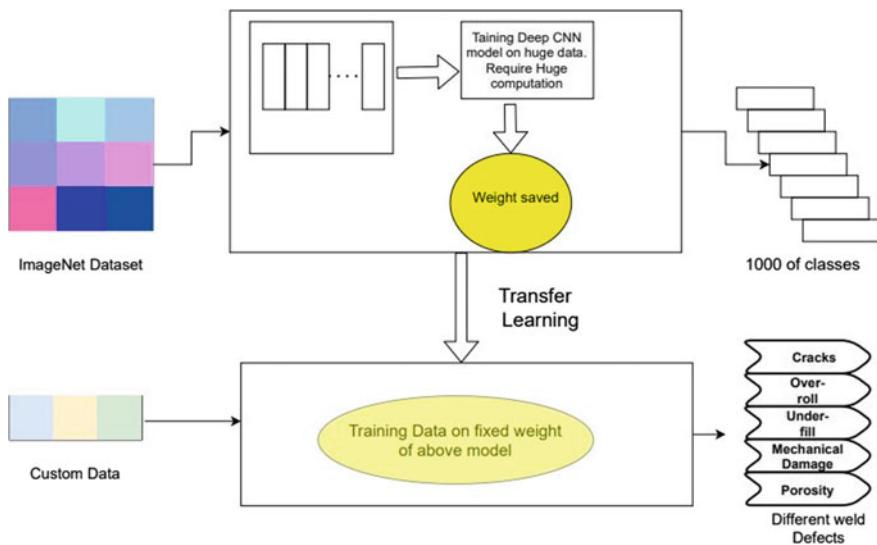 Taining Deep CNN
model on huge data.
Require Huge
computation
Weight saved
ImageNet Dataset
1000 of classes
Transfer
Learning
Cracks
Over-
roll
Under-
fill
Mechanical
Damage
Porosity
Training Data on fixed weight
of above model
Custom Data
Different weld
Defects